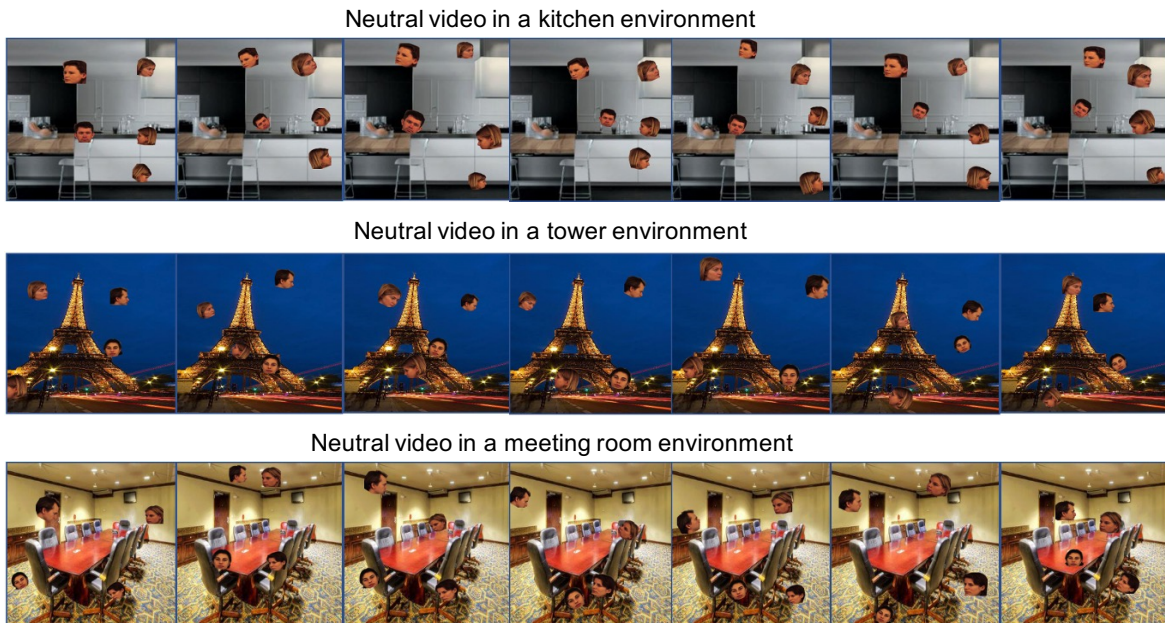 Neutral video in a kitchen environment
Neutral video in a tower environment
Neutral video in a meeting room environment